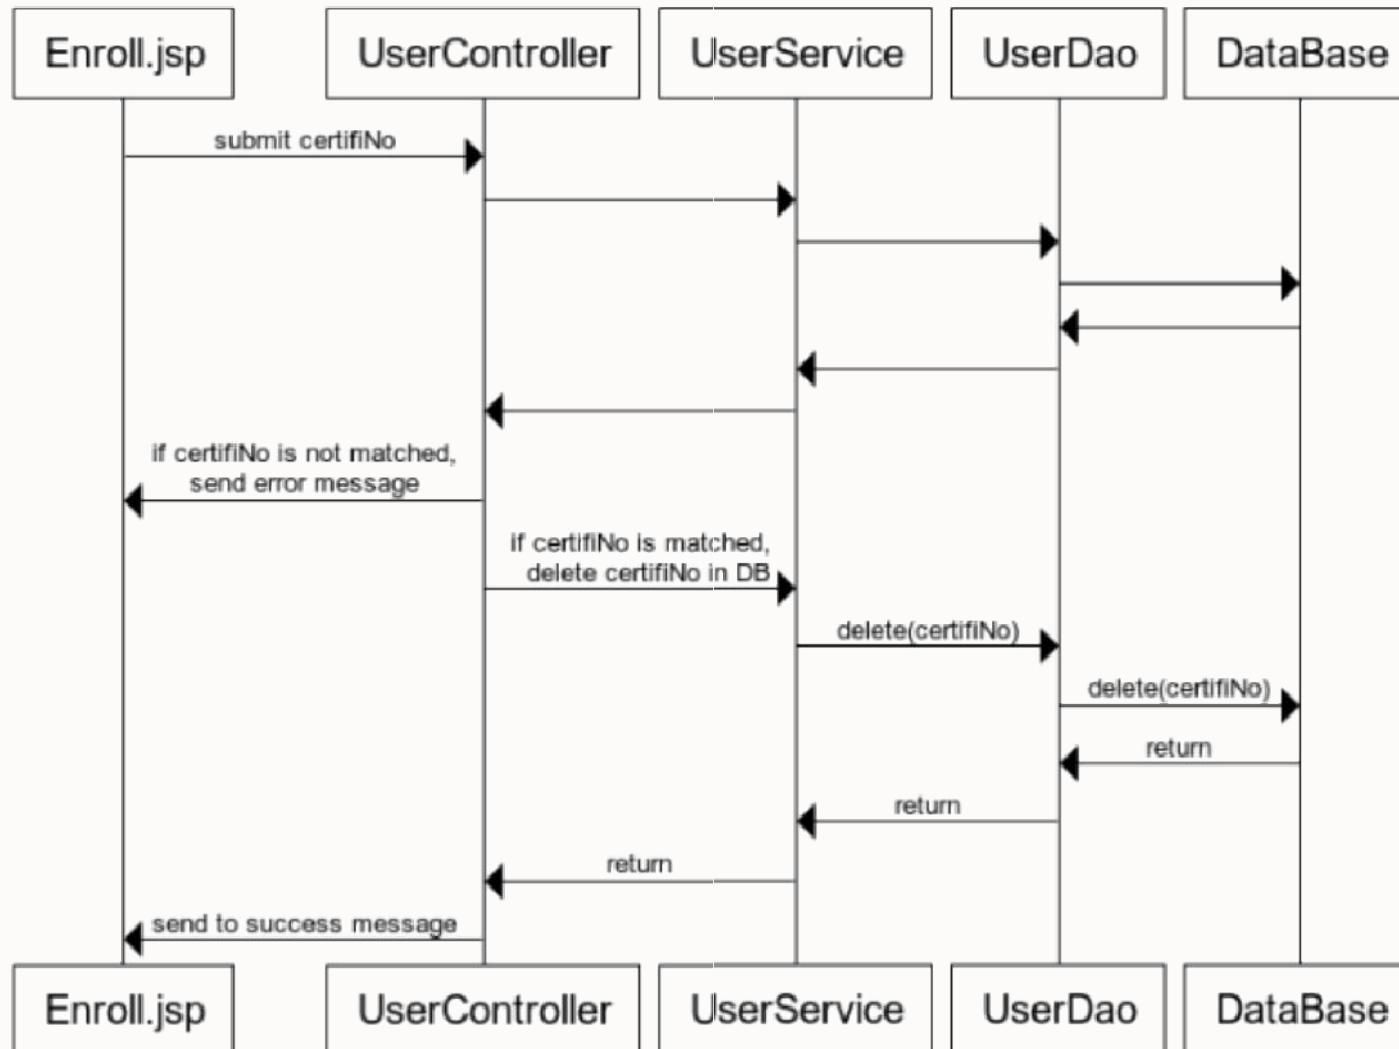 Enroll.jsp
UserController
UserService
UserDao
DataBase
submit certifiNo
if certifiNo is not matched,
send error message
if certifiNo is matched,
delete certifiNo in DB
delete(certifiNo)
delete(certifiNo)
return
return
return
send to success message
Enroll.jsp
UserController
UserService
UserDao
DataBase